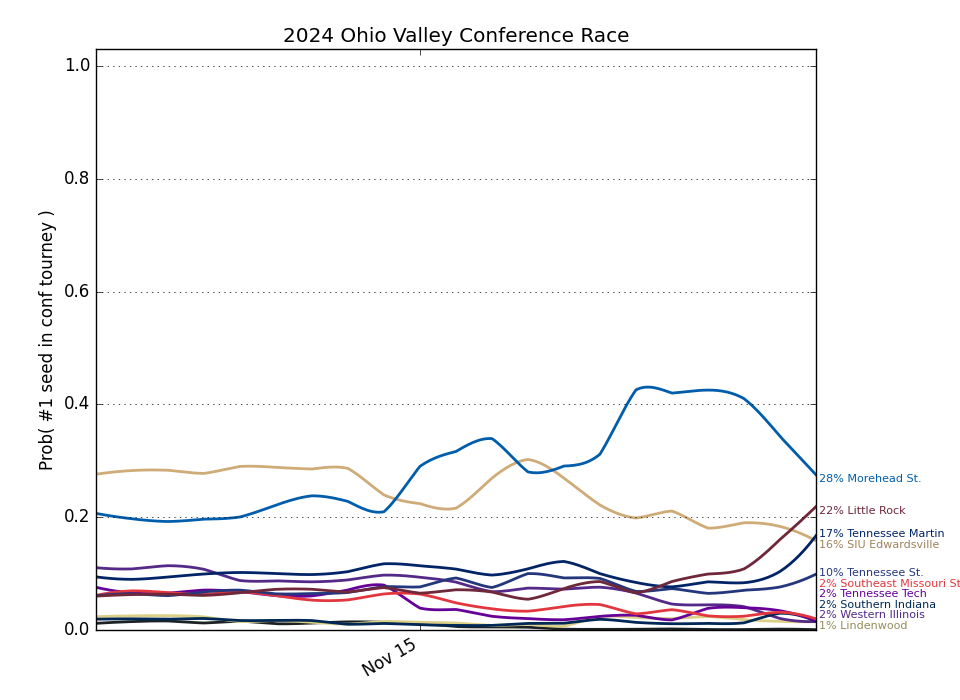 2024 Ohio Valley Conference Race
Prob( #1 seed in conf tourney )
1.0
0.8
0.6
0.4
0.2
0.0
Nov 15
28% Morehead St.
22% Little Rock
17% Tennessee Martin
16% SIU Edwardsville
10% Tennessee St.
2% Southeast Missouri St
2% Tennessee Tech
2% Southern Indiana
2% Western Illinois
1% Lindenwood